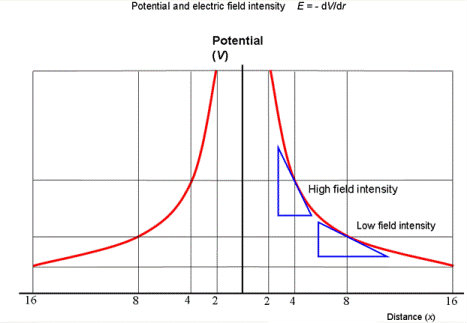 Potential and electric field intensity E = - dV/dr
Potential
(V)
High field intensity
Low field intensity
16 8 4 2 2 4 8 16
Distance (x)